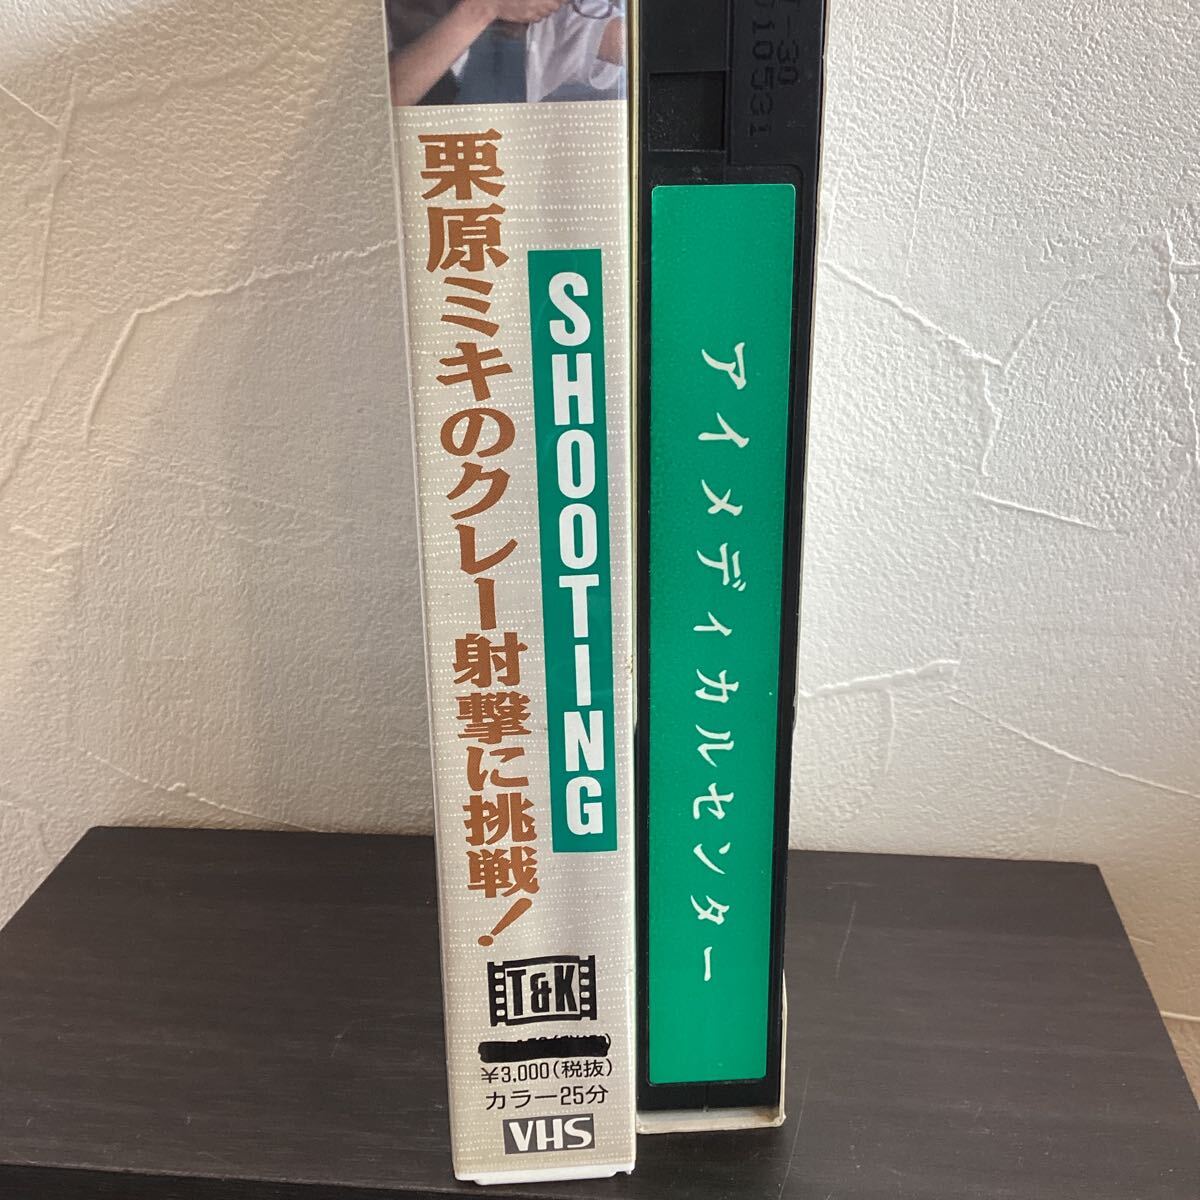 栗原ミキのクレー射撃に挑戦!
SHOOTING
T&K
¥3,000(税抜)
カラー25分
VHS
アイメディカルセンター